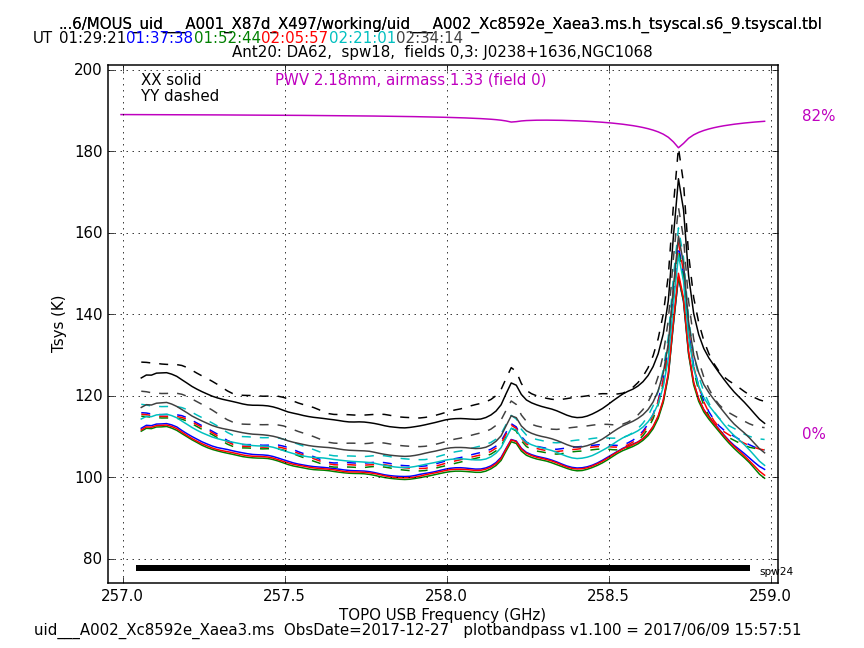 ...6/MOUS_uid___A001_X87d_X497/working/uid___A002_Xc8592e_Xaea3.ms.h_tsyscal.s6_9.tsyscal.tbl
UT 01:29:21 01:37:38 01:52:44 02:05:57 02:21:01 02:34:14
Ant20: DA62, spw18, fields 0,3: J0238+1636,NGC1068
XX solid
YY dashed
PWV 2.18mm, airmass 1.33 (field 0)
82%
0%
200
180
160
140
120
100
80
Tsys (K)
spw24
257.0 257.5 258.0 258.5 259.0
TOPO USB Frequency (GHz)
uid___A002_Xc8592e_Xaea3.ms ObsDate=2017-12-27 plotbandpass v1.100 = 2017/06/09 15:57:51